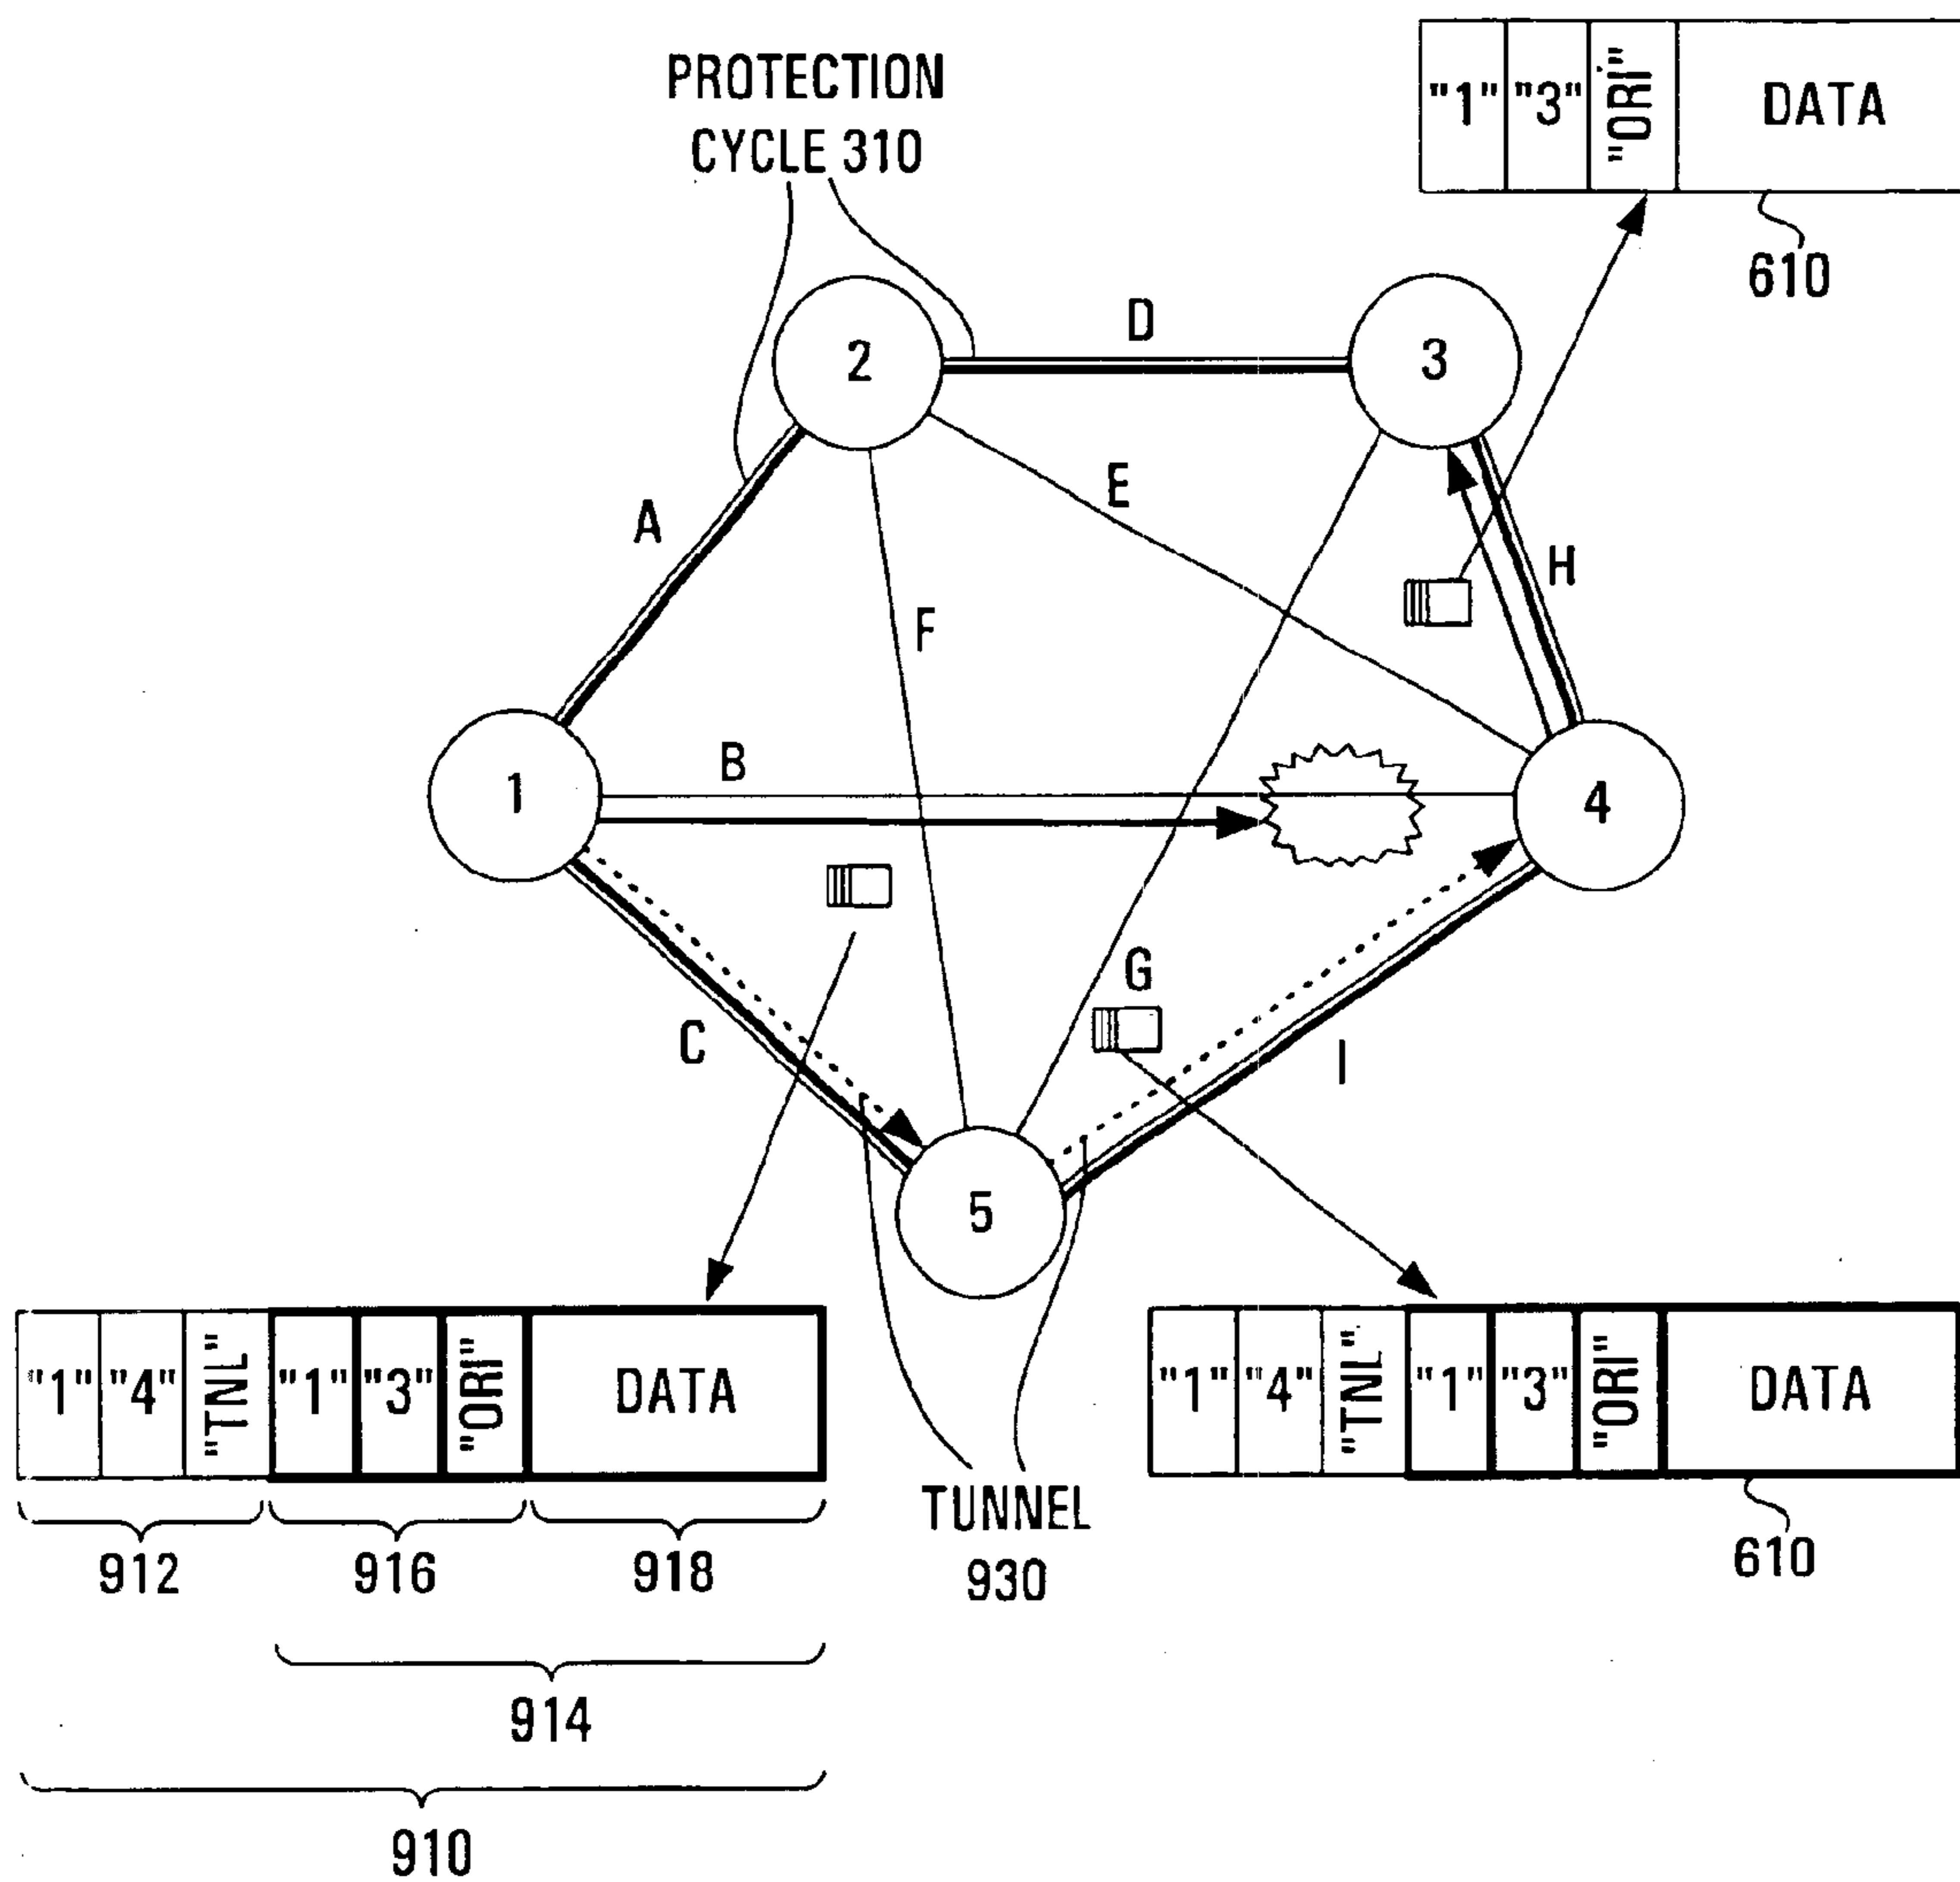 PROTECTION
CYCLE 310
"1" "3" "ORI" DATA
610
2
D
3
A
E
F
H
1
B
4
C
G
I
5
"1" "4" "TNL" "1" "3" "ORI" DATA
"1" "4" "TNL" "1" "3" "ORI" DATA
912
916
918
TUNNEL
930
610
914
910